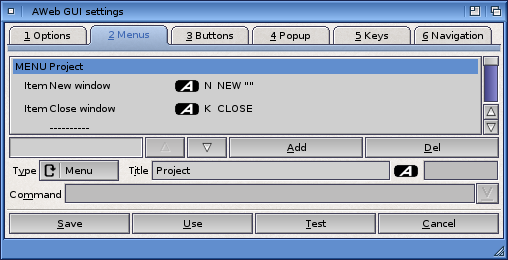 AWeb GUI settings
1 Options 2 Menus 3 Buttons 4 Popup 5 Keys 6 Navigation
MENU Project
Item New window A N NEW ""
Item Close window A K CLOSE
----------
Add Del
Type Menu Title Project A
Command
Save Use Test Cancel